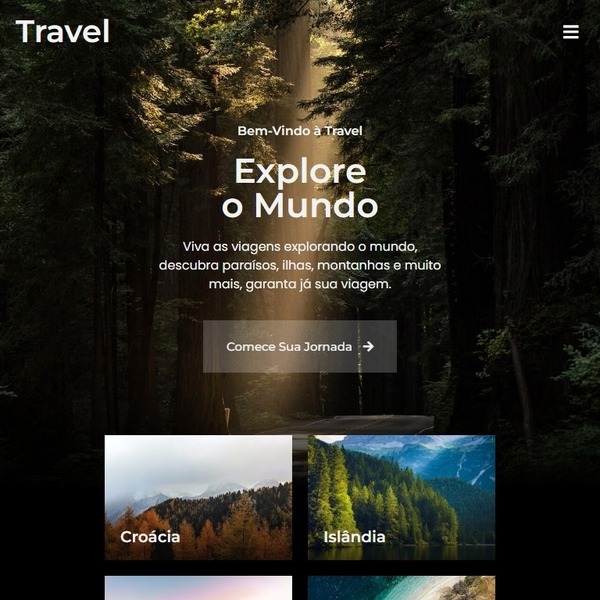 Travel
Bem-Vindo à Travel
Explore
o Mundo
Viva as viagens explorando o mundo,
descubra paraísos, ilhas, montanhas e muito
mais, garanta já sua viagem.
Comece Sua Jornada
Croácia
Islândia